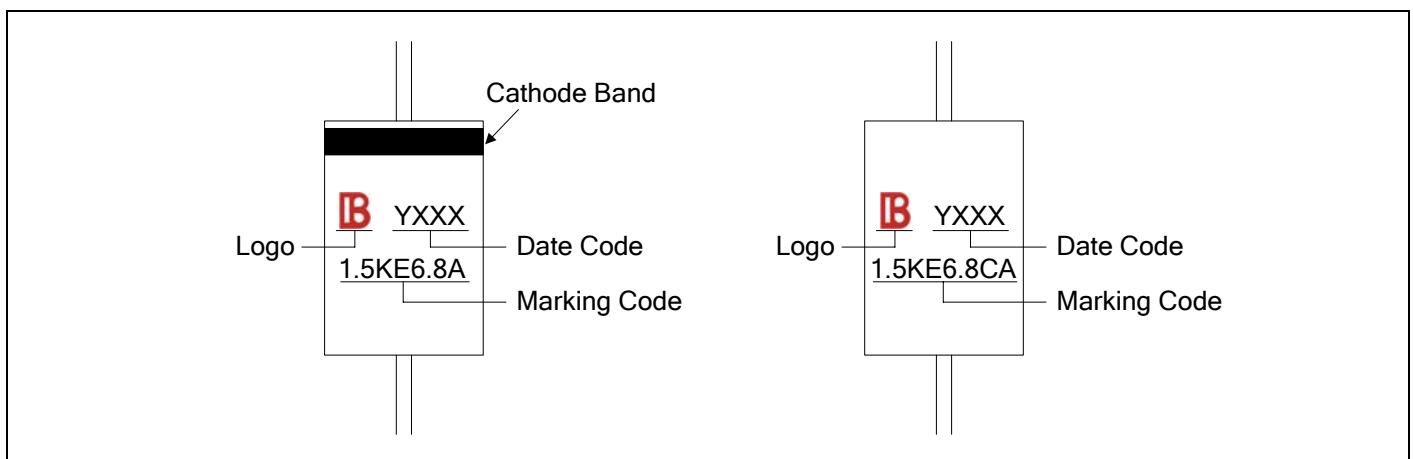 Cathode Band
B YXXX
Logo Date Code
1.5KE6.8A
Marking Code
B YXXX
Logo Date Code
1.5KE6.8CA
Marking Code